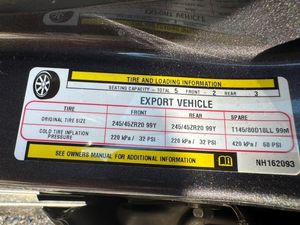 TIRE AND LOADING INFORMATION
SEATING CAPACITY - TOTAL 5 FRONT - 2 REAR 3
EXPORT VEHICLE
TIRE FRONT REAR SPARE
ORIGINAL TIRE SIZE 245/45ZR20 99Y 245/45ZR20 99Y T145/80D18LL 99M
COLD TIRE INFLATION PRESSURE 220 kPa / 32 PSI 220 kPa / 32 PSI 420 kPa / 60 PSI
SEE OWNERS MANUAL FOR ADDITIONAL INFORMATION
NH162093